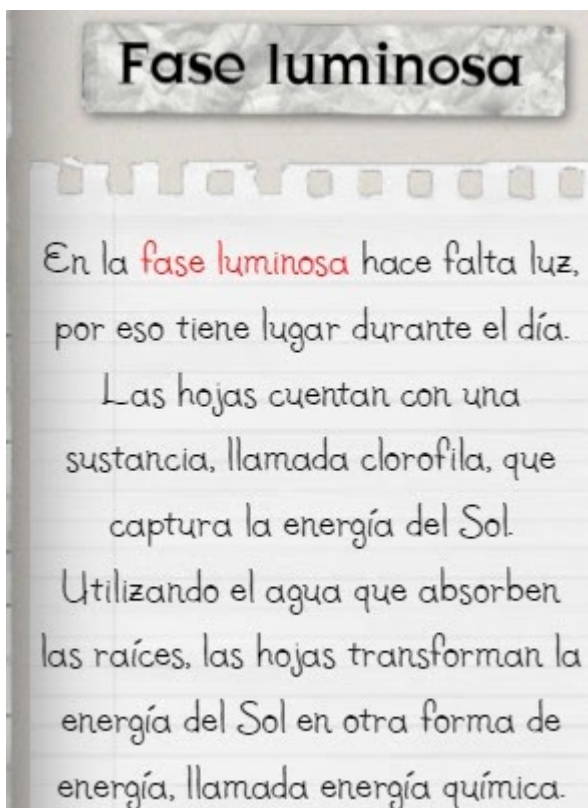 Fase luminosa
En la fase luminosa hace falta luz,
por eso tiene lugar durante el día.
Las hojas cuentan con una
sustancia, llamada clorofila, que
captura la energía del Sol.
Utilizando el agua que absorben
las raíces, las hojas transforman la
energía del Sol en otra forma de
energía, llamada energía química.